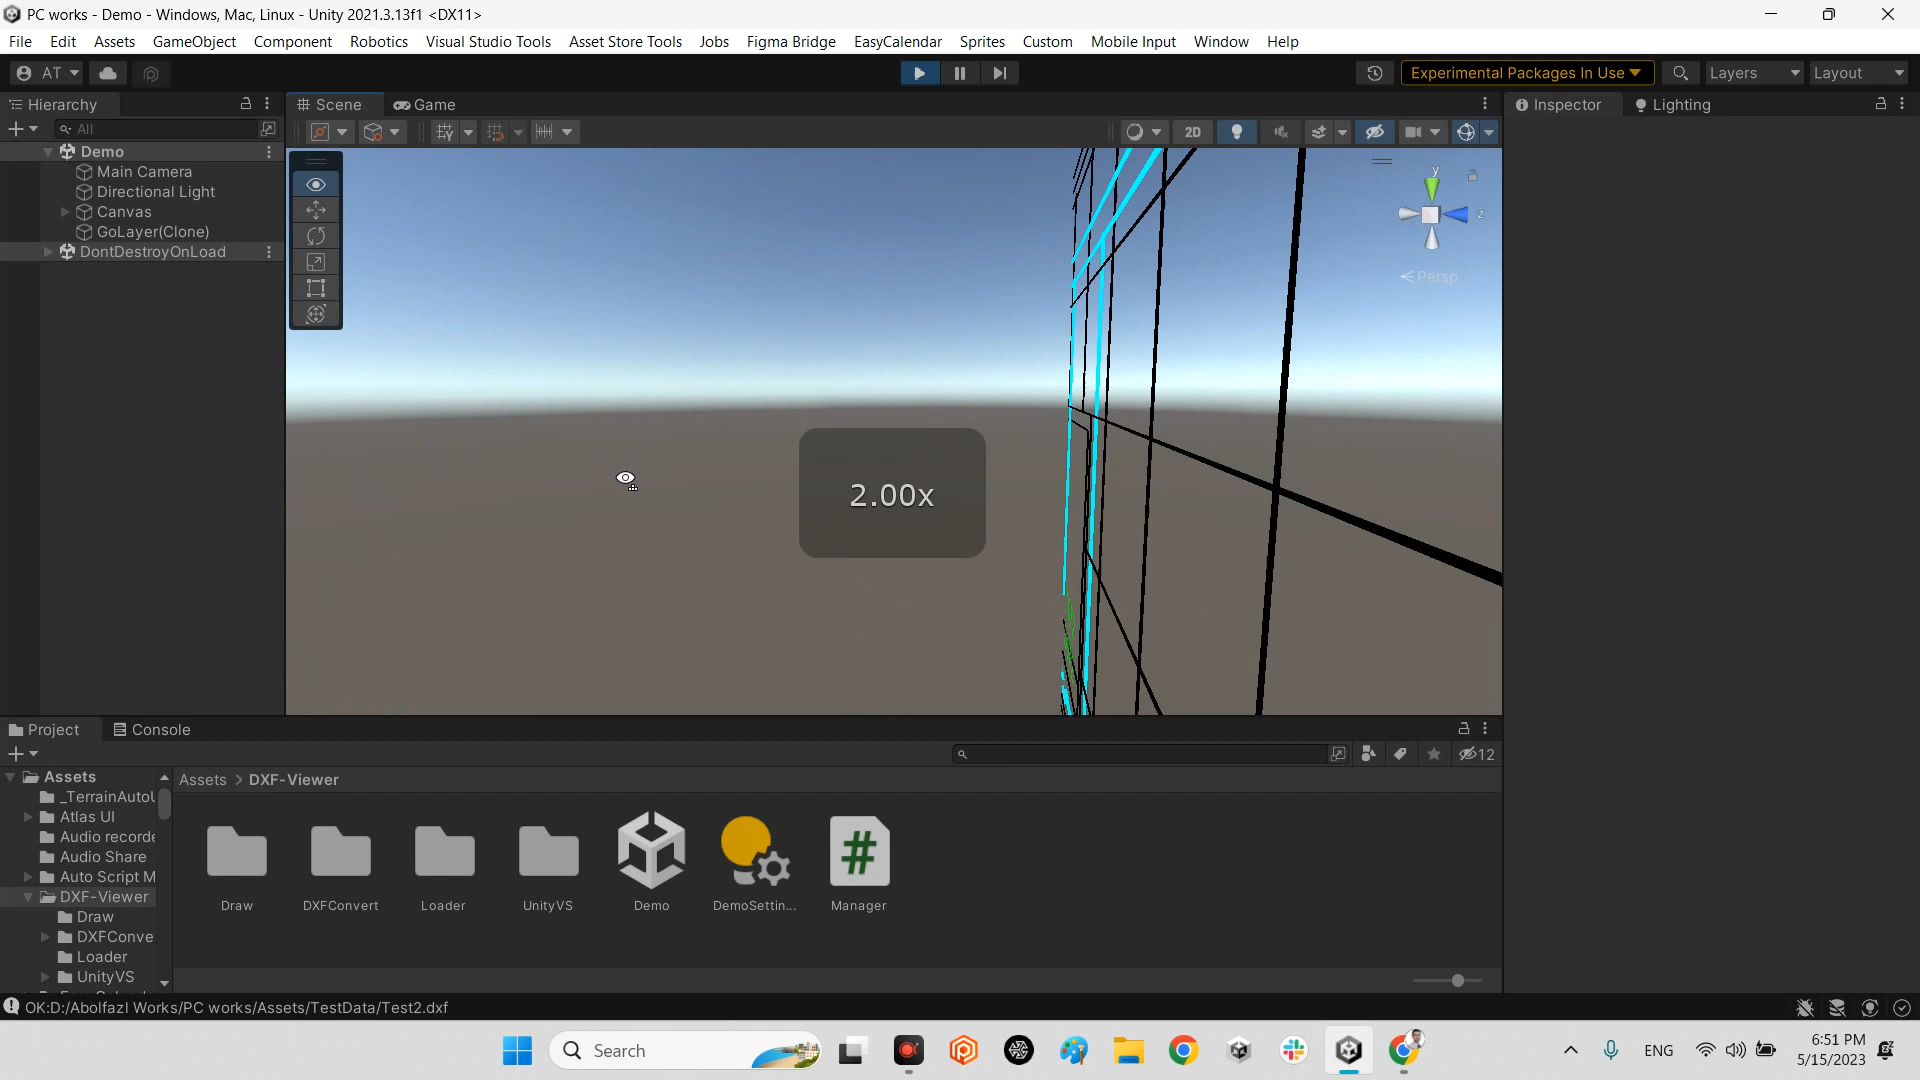 PC works - Demo - Windows, Mac, Linux - Unity 2021.3.13f1 <DX11>
File Edit Assets GameObject Component Robotics Visual Studio Tools Asset Store Tools Jobs Figma Bridge EasyCalendar Sprites Custom Mobile Input Window Help
AT
Experimental Packages In Use
Layers
Layout
Hierarchy
Scene
Game
Inspector
Lighting
All
2D
Demo
Main Camera
Directional Light
Canvas
GoLayer(Clone)
DontDestroyOnLoad
y
z
Persp
2.00x
Project
Console
12
Assets
_TerrainAutoU
Atlas UI
Audio recorde
Audio Share
Auto Script M
DXF-Viewer
Draw
DXFConve
Loader
UnityVS
Assets > DXF-Viewer
Draw
DXFConvert
Loader
UnityVS
Demo
DemoSettin...
Manager
OK:D:/Abolfazl Works/PC works/Assets/TestData/Test2.dxf
Search
ENG
6:51 PM
5/15/2023